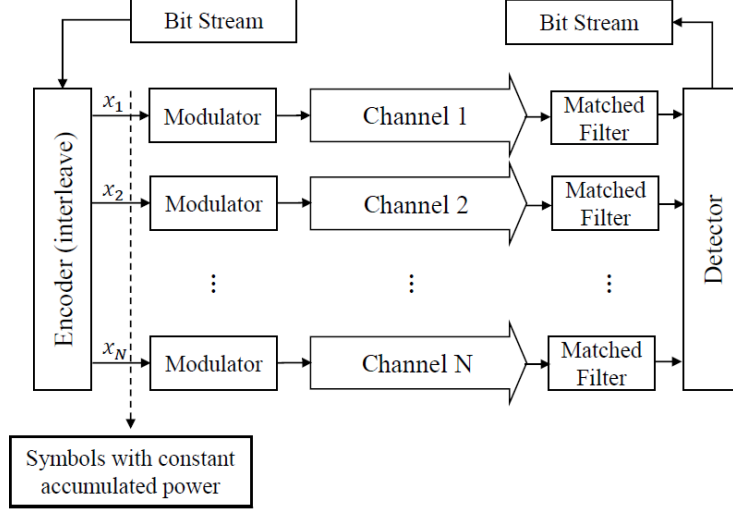 Bit Stream
Bit Stream
Encoder (interleave)
x₁
Modulator
Channel 1
Matched
Filter
x₂
Modulator
Channel 2
Matched
Filter
Detector
⋮
⋮
⋮
x_N
Modulator
Channel N
Matched
Filter
Symbols with constant
accumulated power